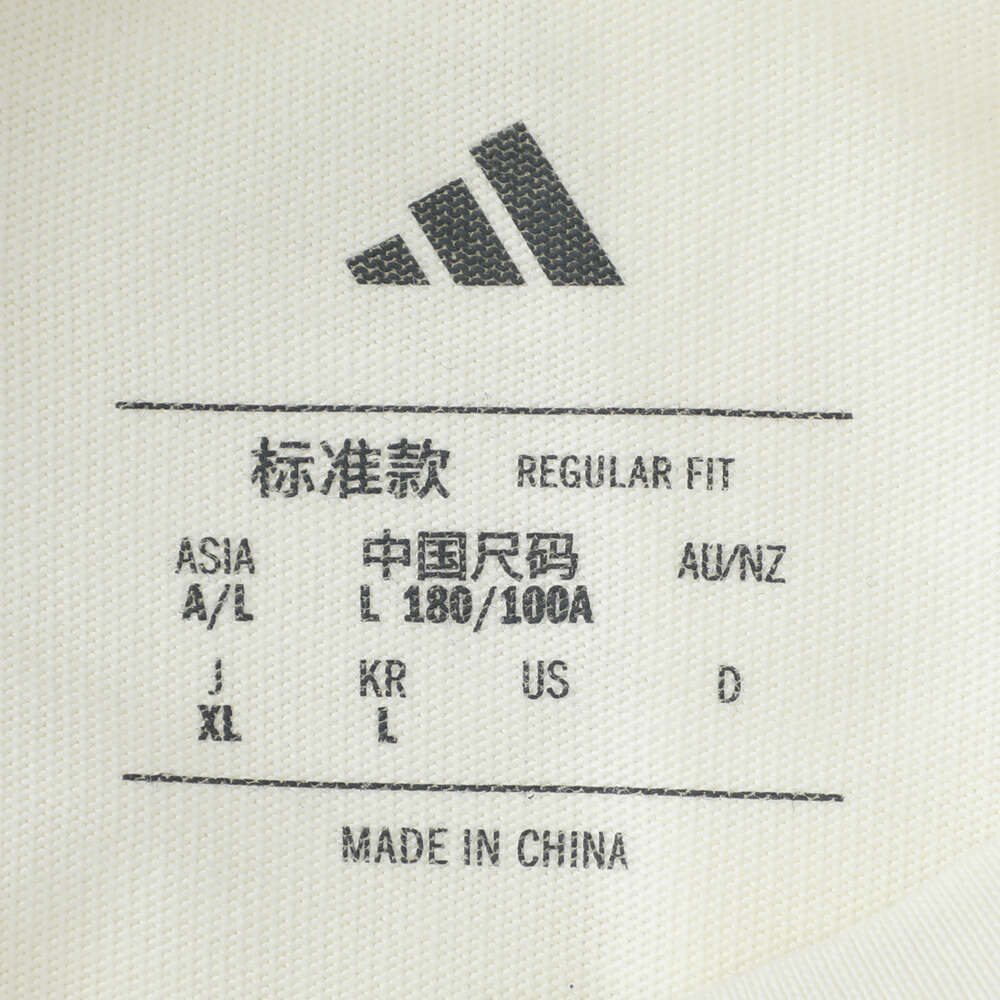 标准款 REGULAR FIT
ASIA 中国尺码 AU/NZ
A/L L 180/100A
J KR US D
XL L
MADE IN CHINA